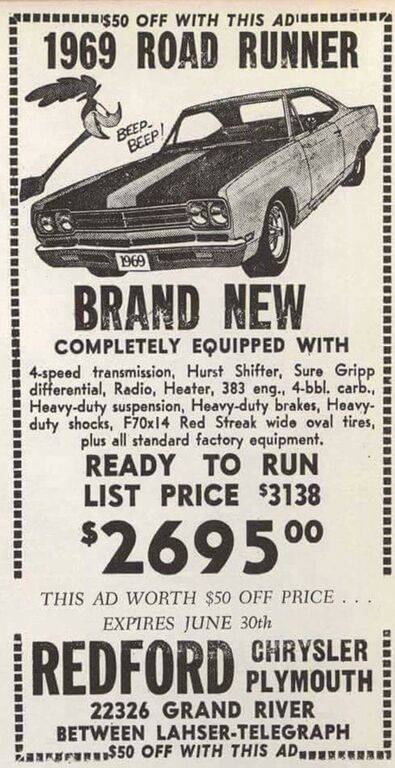 $50 OFF WITH THIS AD
1969 ROAD RUNNER
BEEP-
BEEP!
1969
BRAND NEW
COMPLETELY EQUIPPED WITH
4-speed transmission, Hurst Shifter, Sure Gripp
differential, Radio, Heater, 383 eng., 4-bbl. carb.,
Heavy-duty suspension, Heavy-duty brakes, Heavy-
duty shocks, F70x14 Red Streak wide oval tires,
plus all standard factory equipment.
READY TO RUN
LIST PRICE $3138
$2695 00
THIS AD WORTH $50 OFF PRICE . . .
EXPIRES JUNE 30th
REDFORD CHRYSLER
PLYMOUTH
22326 GRAND RIVER
BETWEEN LAHSER-TELEGRAPH
$50 OFF WITH THIS AD